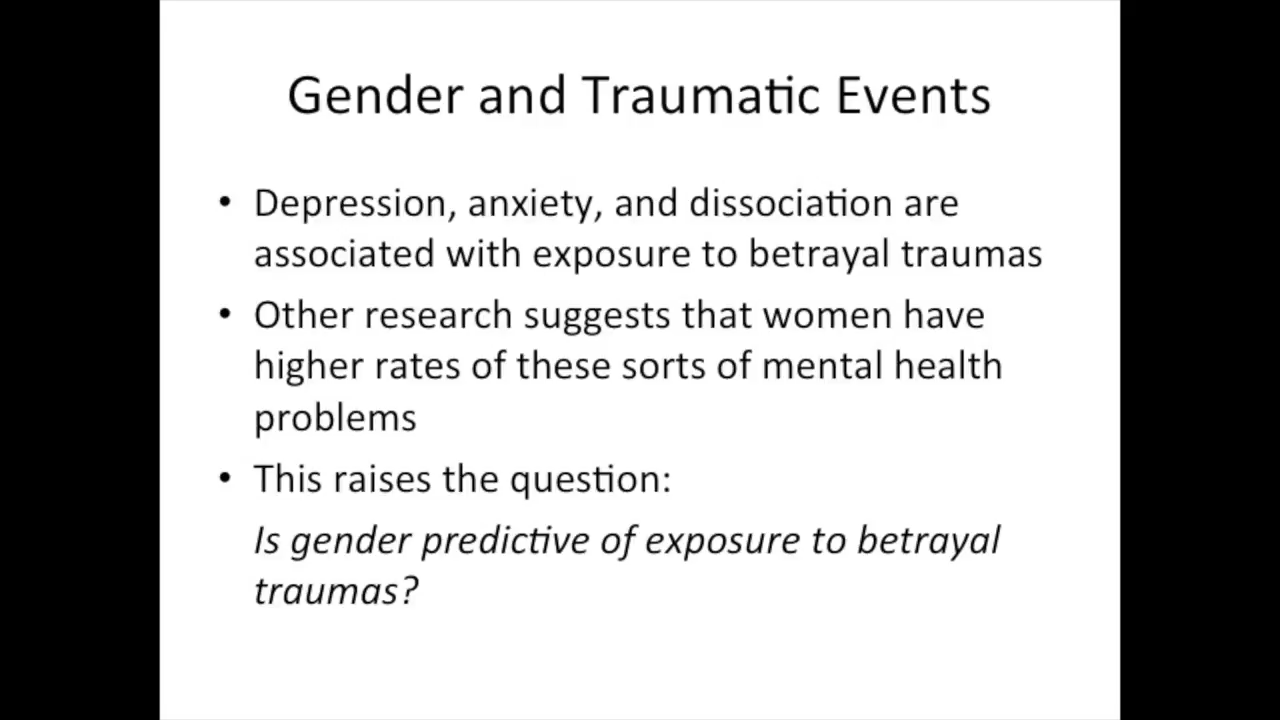 Gender and Traumatic Events
• Depression, anxiety, and dissociation are
associated with exposure to betrayal traumas
• Other research suggests that women have
higher rates of these sorts of mental health
problems
• This raises the question:
Is gender predictive of exposure to betrayal
traumas?